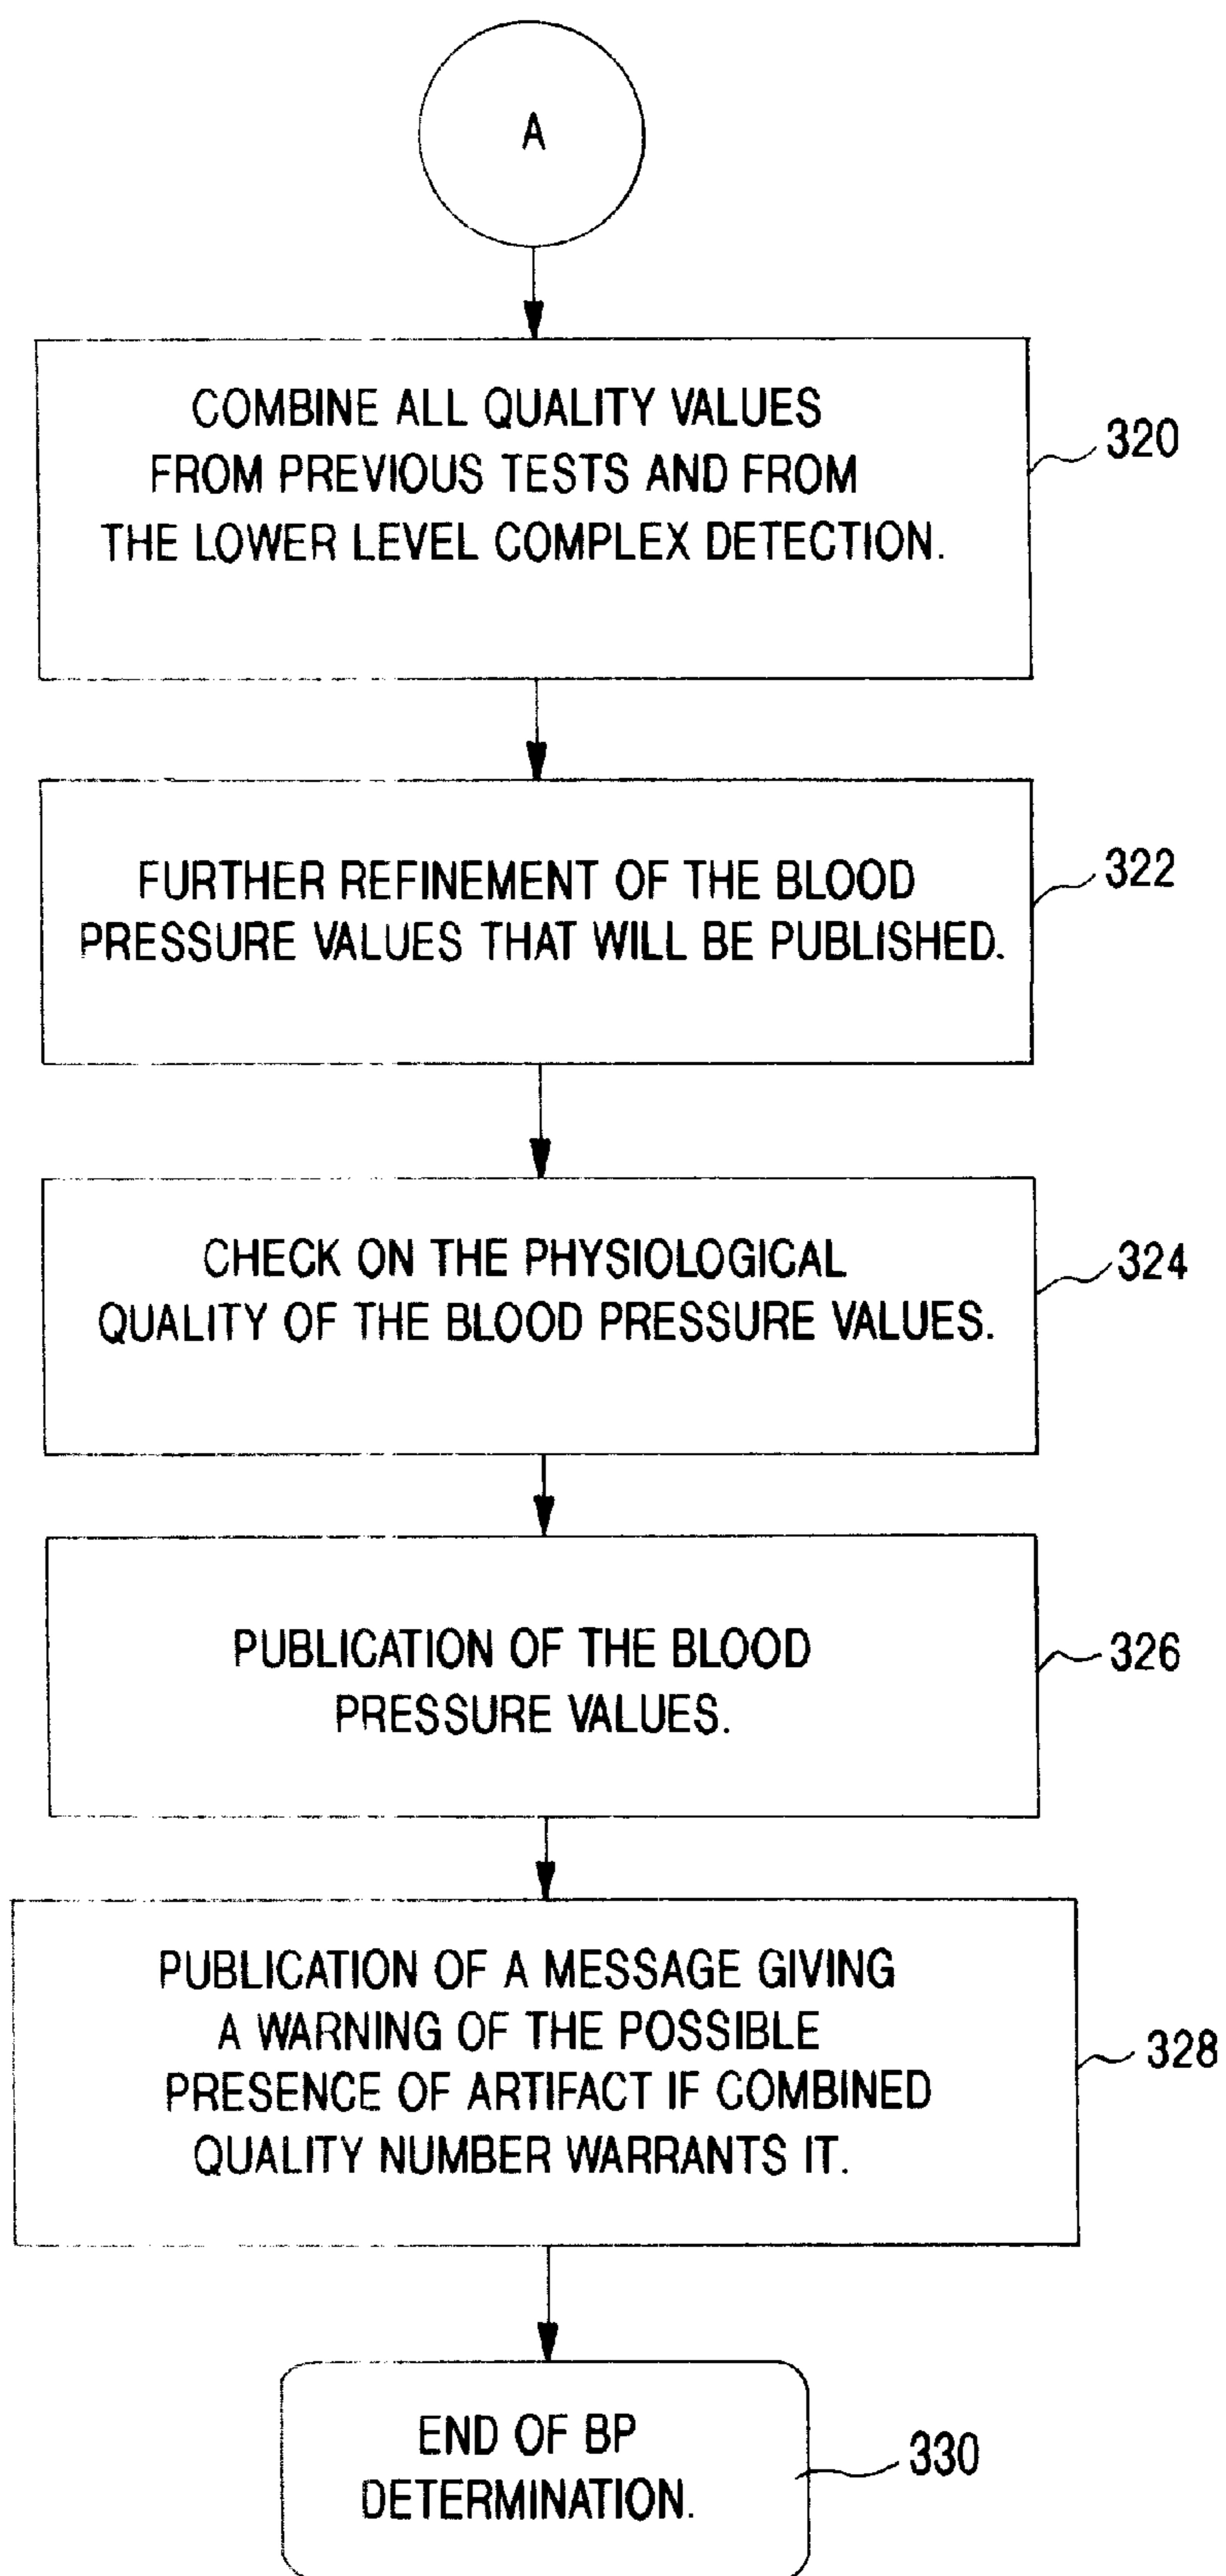 A
COMBINE ALL QUALITY VALUES
FROM PREVIOUS TESTS AND FROM
THE LOWER LEVEL COMPLEX DETECTION.
320
FURTHER REFINEMENT OF THE BLOOD
PRESSURE VALUES THAT WILL BE PUBLISHED.
322
CHECK ON THE PHYSIOLOGICAL
QUALITY OF THE BLOOD PRESSURE VALUES.
324
PUBLICATION OF THE BLOOD
PRESSURE VALUES.
326
PUBLICATION OF A MESSAGE GIVING
A WARNING OF THE POSSIBLE
PRESENCE OF ARTIFACT IF COMBINED
QUALITY NUMBER WARRANTS IT.
328
END OF BP
DETERMINATION.
330